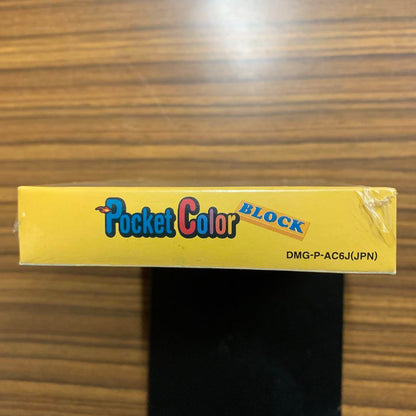 Pocket Color BLOCK
DMG-P-AC6J(JPN)